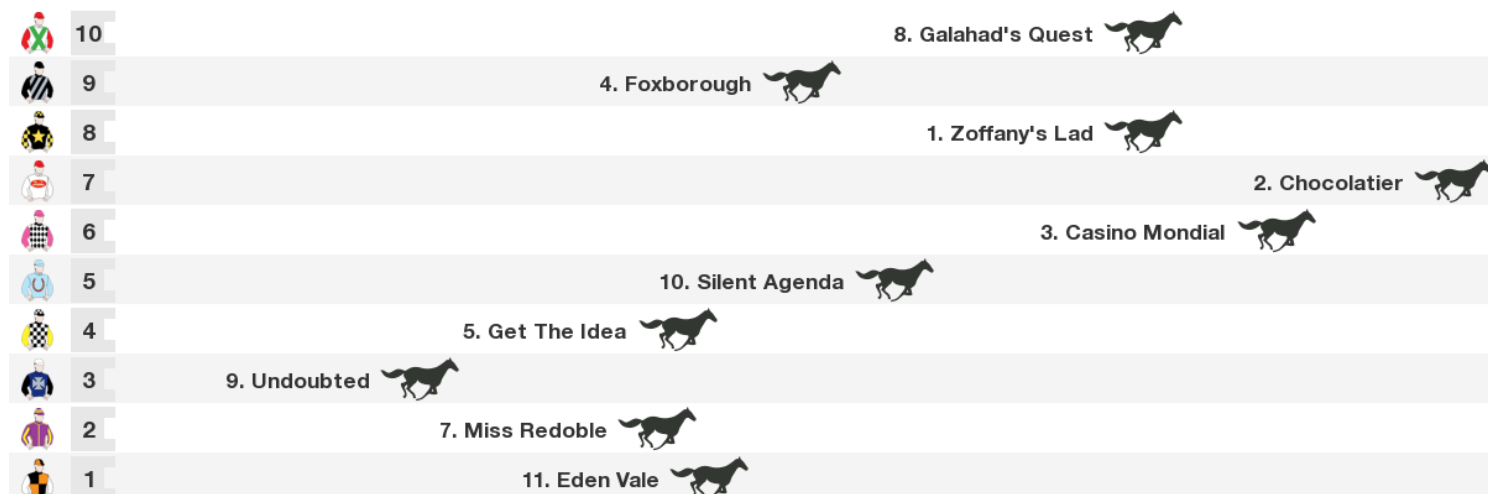 10 8. Galahad's Quest
9 4. Foxborough
8 1. Zoffany's Lad
7 2. Chocolatier
6 3. Casino Mondial
5 10. Silent Agenda
4 5. Get The Idea
3 9. Undoubted
2 7. Miss Redoble
1 11. Eden Vale